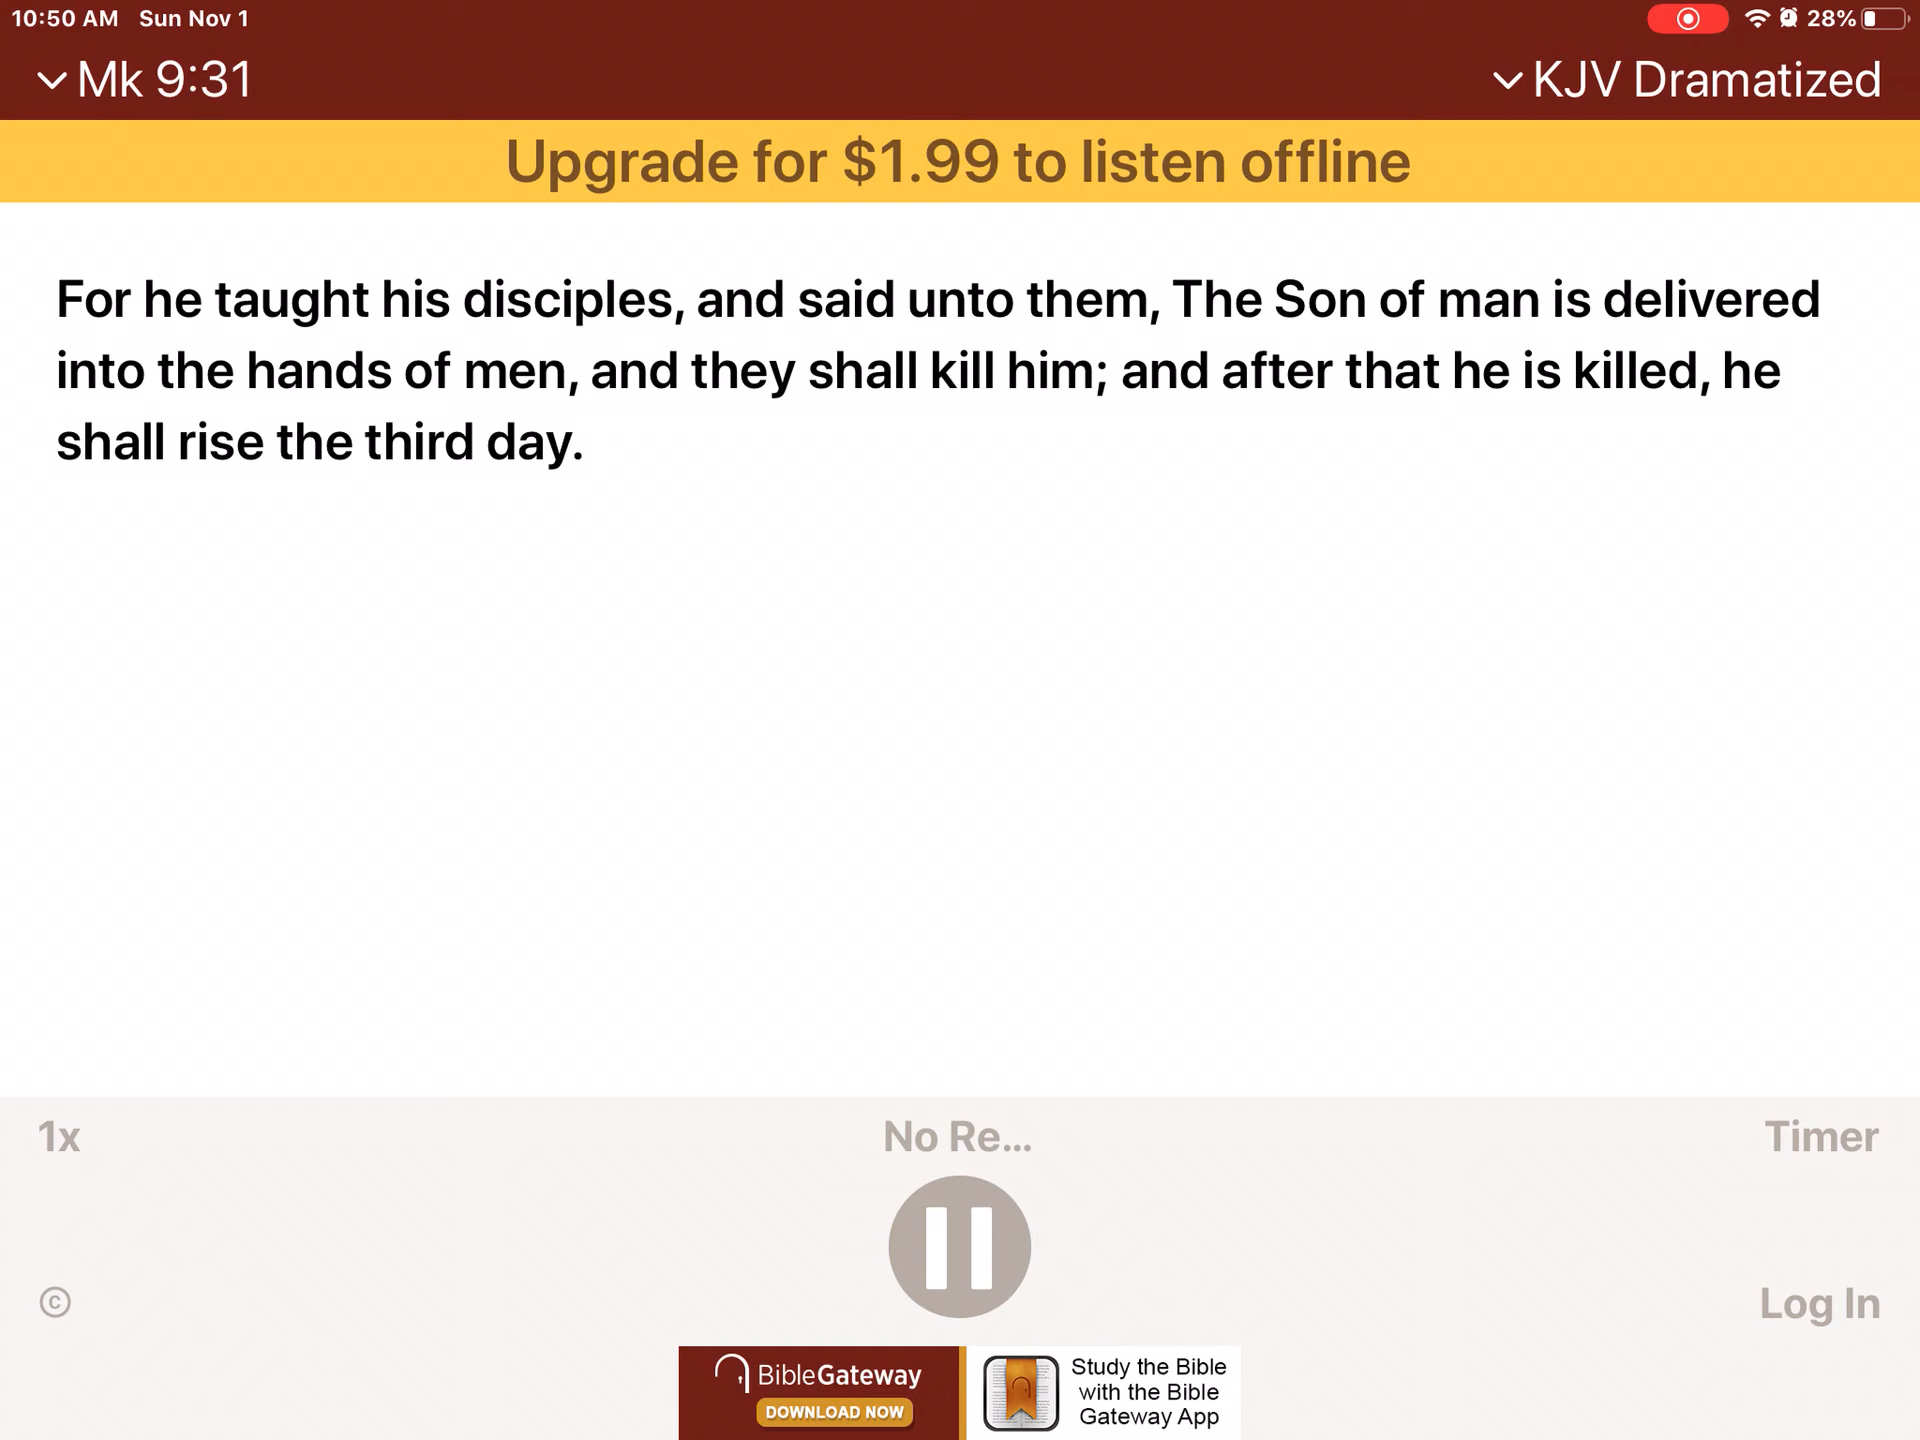 10:50 AM Sun Nov 1 28%
Mk 9:31 KJV Dramatized
Upgrade for $1.99 to listen offline
For he taught his disciples, and said unto them, The Son of man is delivered
into the hands of men, and they shall kill him; and after that he is killed, he
shall rise the third day.
1x No Re... Timer
© Log In
BibleGateway
DOWNLOAD NOW
Study the Bible
with the Bible
Gateway App